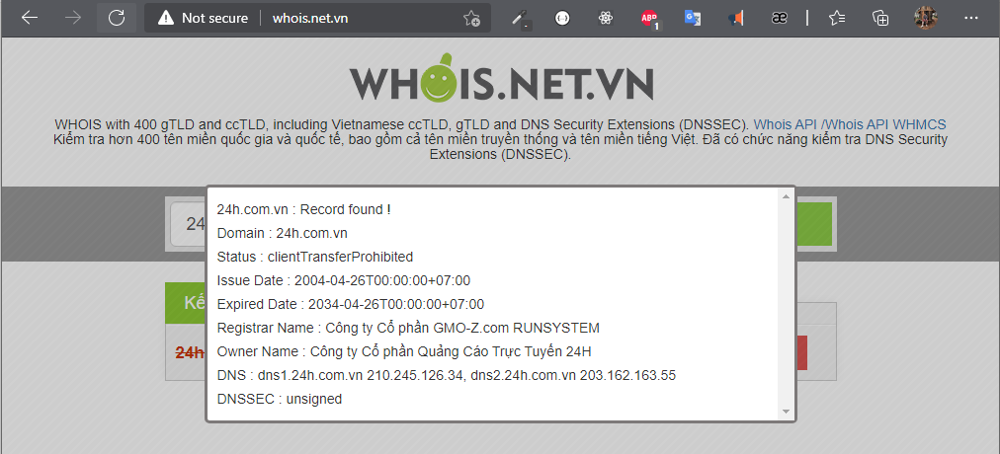 Not secure | whois.net.vn
ABP
1
æ
WHOIS.NET.VN
WHOIS with 400 gTLD and ccTLD, including Vietnamese ccTLD, gTLD and DNS Security Extensions (DNSSEC). Whois API /Whois API WHMCS
Kiểm tra hơn 400 tên miền quốc gia và quốc tế, bao gồm cả tên miền truyền thống và tên miền tiếng Việt. Đã có chức năng kiểm tra DNS Security
Extensions (DNSSEC).
24
24h.com.vn : Record found !
Domain : 24h.com.vn
Status : clientTransferProhibited
Issue Date : 2004-04-26T00:00:00+07:00
Kế
Expired Date : 2034-04-26T00:00:00+07:00
Registrar Name : Công ty Cổ phần GMO-Z.com RUNSYSTEM
24h
Owner Name : Công ty Cổ phần Quảng Cáo Trực Tuyến 24H
DNS : dns1.24h.com.vn 210.245.126.34, dns2.24h.com.vn 203.162.163.55
DNSSEC : unsigned